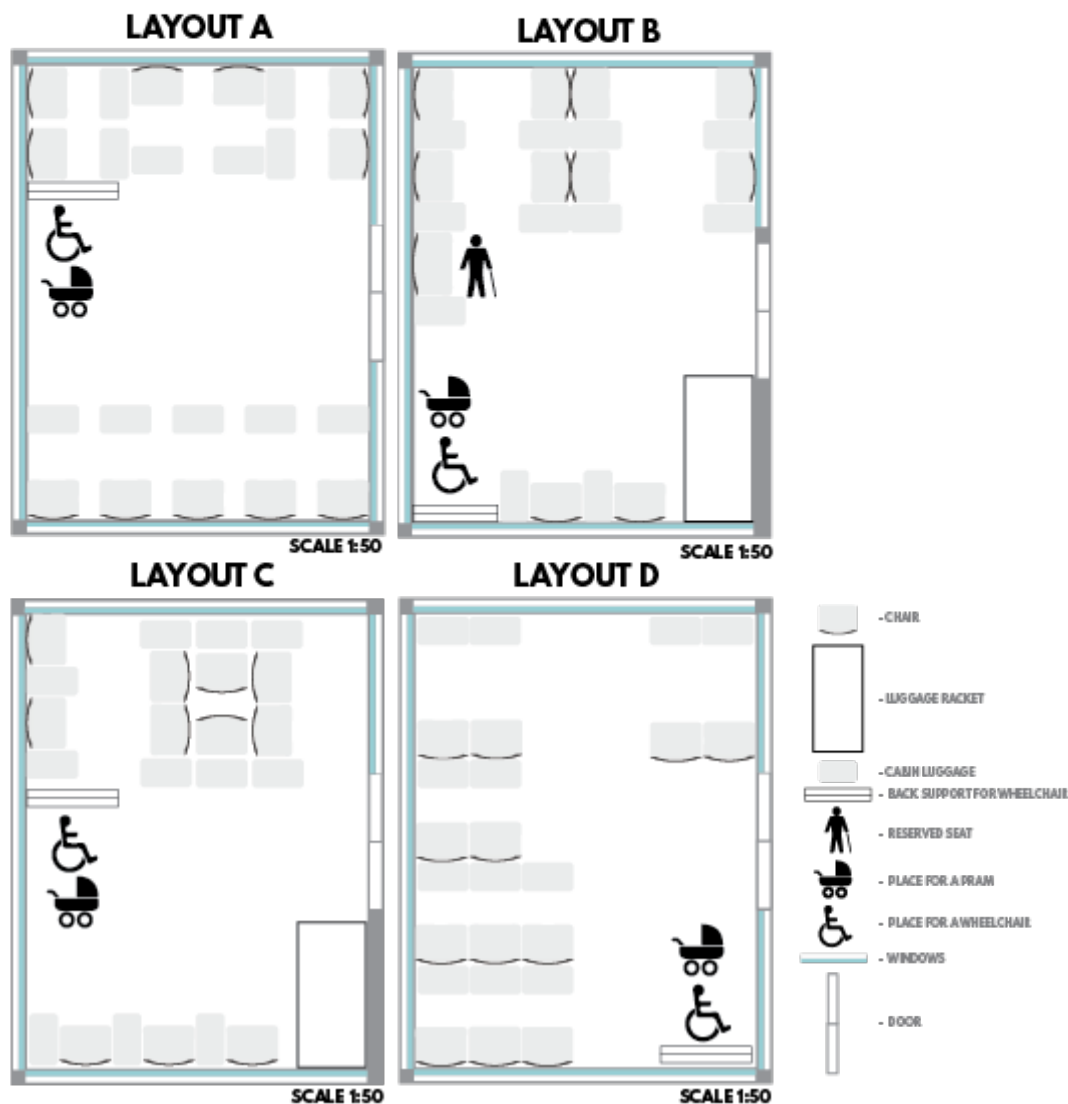 LAYOUT A
LAYOUT B
SCALE 1:50
SCALE 1:50
LAYOUT C
LAYOUT D
- CHAIR
- LUGGAGE RACKET
- CABIN LUGGAGE
- BACK SUPPORT FOR WHEELCHAIR
- RESERVED SEAT
- PLACE FOR A PRAM
- PLACE FOR A WHEELCHAIR
- WINDOWS
- DOOR
SCALE 1:50
SCALE 1:50